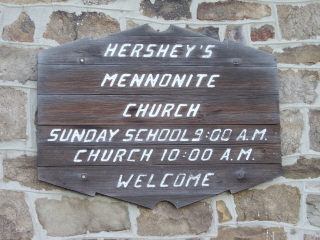 HERSHEY'S
MENNONITE
CHURCH
SUNDAY SCHOOL 9:00 A.M.
CHURCH 10:00 A.M.
WELCOME